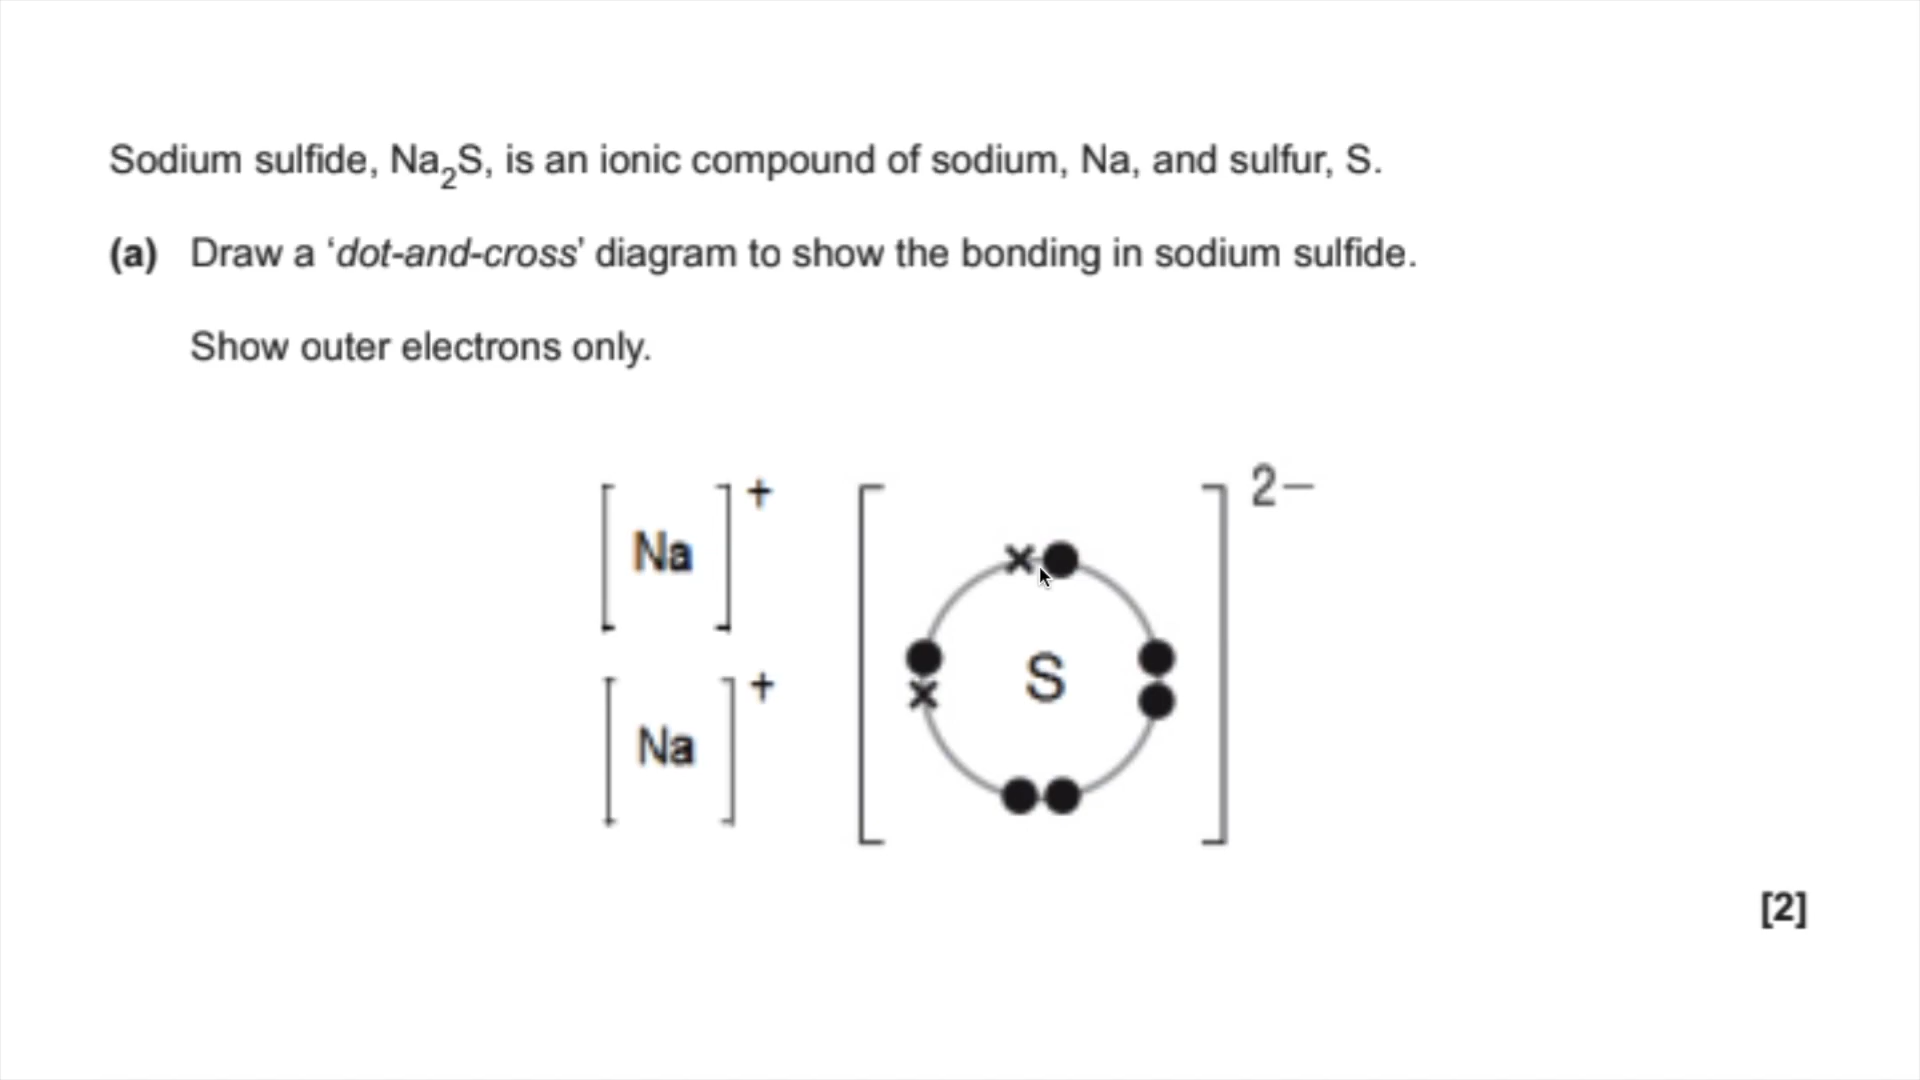 Sodium sulfide, Na₂S, is an ionic compound of sodium, Na, and sulfur, S.
(a) Draw a ‘dot-and-cross’ diagram to show the bonding in sodium sulfide.
Show outer electrons only.
[Na]⁺
[Na]⁺
[S]²⁻
[2]